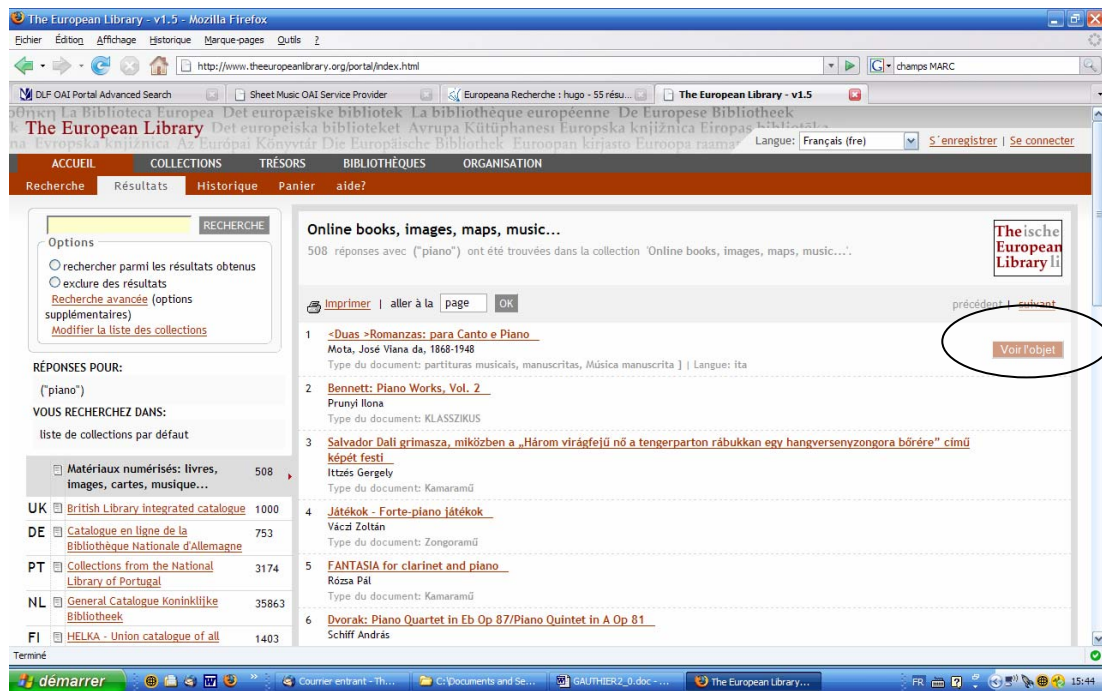 The European Library - v1.5 - Mozilla Firefox
Fichier Édition Affichage Historique Marque-pages Outils ?
http://www.theeuropeanlibrary.org/portal/index.html
champs MARC
DLF OAI Portal Advanced Search
Sheet Music OAI Service Provider
Europeana Recherche : hugo - 55 résu...
The European Library - v1.5
La Biblioteca Europea Det europæiske bibliotek La bibliothèque européenne De Europese Bibliotheek
The European Library Det europeiska biblioteket Avrupa Kütüphanesi Europska knjižnica Eiropas
Evropska knjižnica Az Európai Könyvtár Die Europäische Bibliothek Euroopan kirjasto Euroopa
Langue: Français (fre)
S´enregistrer | Se connecter
ACCUEIL COLLECTIONS TRÉSORS BIBLIOTHÈQUES ORGANISATION
Recherche Résultats Historique Panier aide?
RECHERCHE
Options
rechercher parmi les résultats obtenus
exclure des résultats
Recherche avancée (options
supplémentaires)
Modifier la liste des collections
RÉPONSES POUR:
("piano")
VOUS RECHERCHEZ DANS:
liste de collections par défaut
Matériaux numérisés: livres,
images, cartes, musique... 508
UK British Library integrated catalogue 1000
DE Catalogue en ligne de la
Bibliothèque Nationale d'Allemagne 753
PT Collections from the National
Library of Portugal 3174
NL General Catalogue Koninklijke
Bibliotheek 35863
FI HELKA - Union catalogue of all 1403
Online books, images, maps, music...
508 réponses avec ("piano") ont été trouvées dans la collection 'Online books, images, maps, music...'.
Theische
European
Library li
Imprimer | aller à la page OK
précédent | suivant
1 <Duas >Romanzas: para Canto e Piano
Mota, José Viana da, 1868-1948
Type du document: partituras musicais, manuscritas, Música manuscrita ] | Langue: ita
Voir l'objet
2 Bennett: Piano Works, Vol. 2
Prunyi Ilona
Type du document: KLASSZIKUS
3 Salvador Dali grimasza, miközben a „Három virágfejű nő a tengerparton rábukkan egy hangversenyzongora bőrére” című
képét festi
Ittzés Gergely
Type du document: Kamaramű
4 Játékok - Forte-piano játékok
Váczi Zoltán
Type du document: Zongoramű
5 FANTASIA for clarinet and piano
Rózsa Pál
Type du document: Kamaramű
6 Dvorak: Piano Quartet in Eb Op 87/Piano Quintet in A Op 81
Schiff András
Terminé
démarrer
Courrier entrant - Th...
C:\Documents and Se...
GAUTHIER2_0.doc - ...
The European Library...
FR
15:44